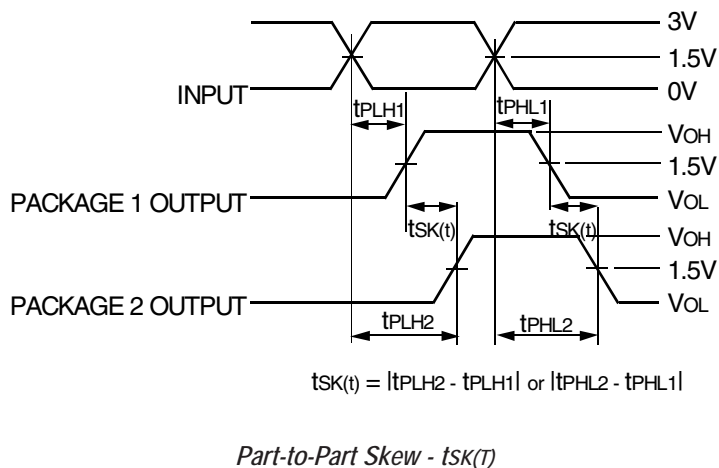 3V
1.5V
INPUT
0V
tPLH1
tPHL1
VOH
1.5V
PACKAGE 1 OUTPUT
VOL
tSK(t)
tSK(t)
VOH
1.5V
PACKAGE 2 OUTPUT
VOL
tPLH2
tPHL2
tSK(t) = |tPLH2 - tPLH1| or |tPHL2 - tPHL1|
Part-to-Part Skew - tSK(T)